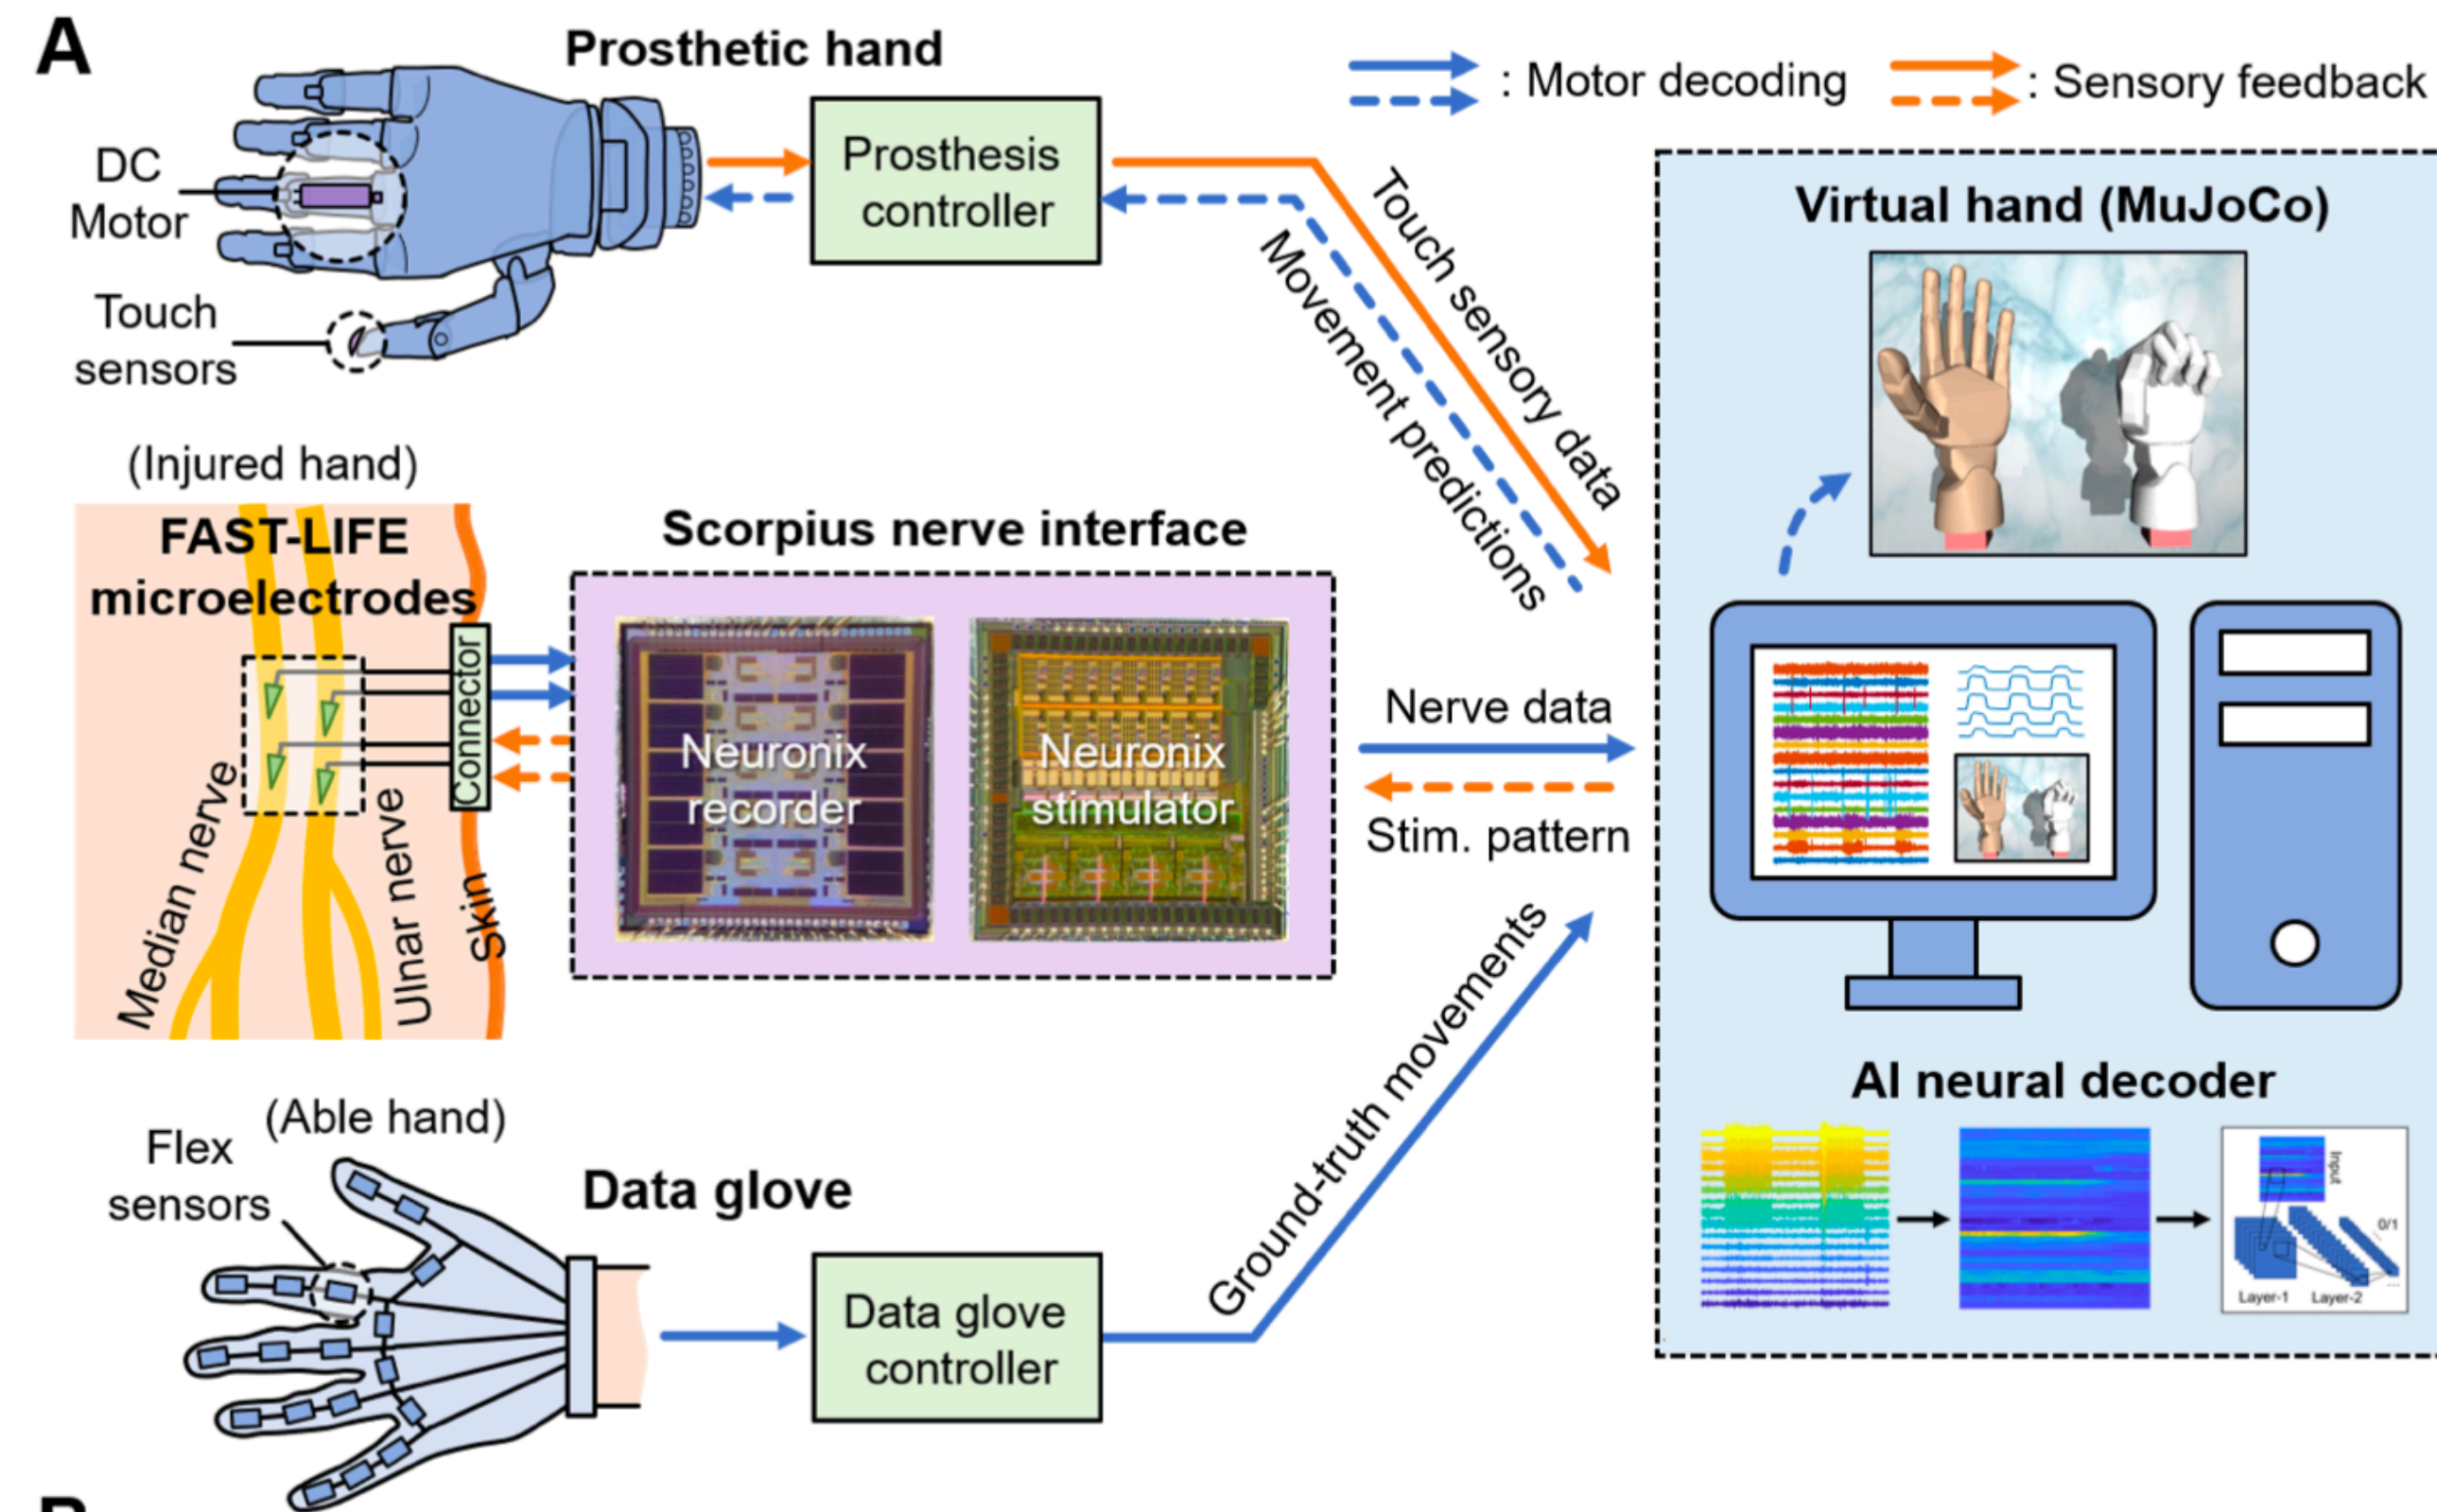 A
Prosthetic hand
: Motor decoding
: Sensory feedback
DC
Motor
Touch
sensors
Prosthesis
controller
Touch sensory data
Movement predictions
Virtual hand (MuJoCo)
(Injured hand)
FAST-LIFE
microelectrodes
Connector
Median nerve
Ulnar nerve
Skin
Scorpius nerve interface
Neuronix
recorder
Neuronix
stimulator
Nerve data
Stim. pattern
(Able hand)
Flex
sensors
Data glove
Data glove
controller
Ground-truth movements
AI neural decoder
Input
0/1
Layer-1
Layer-2